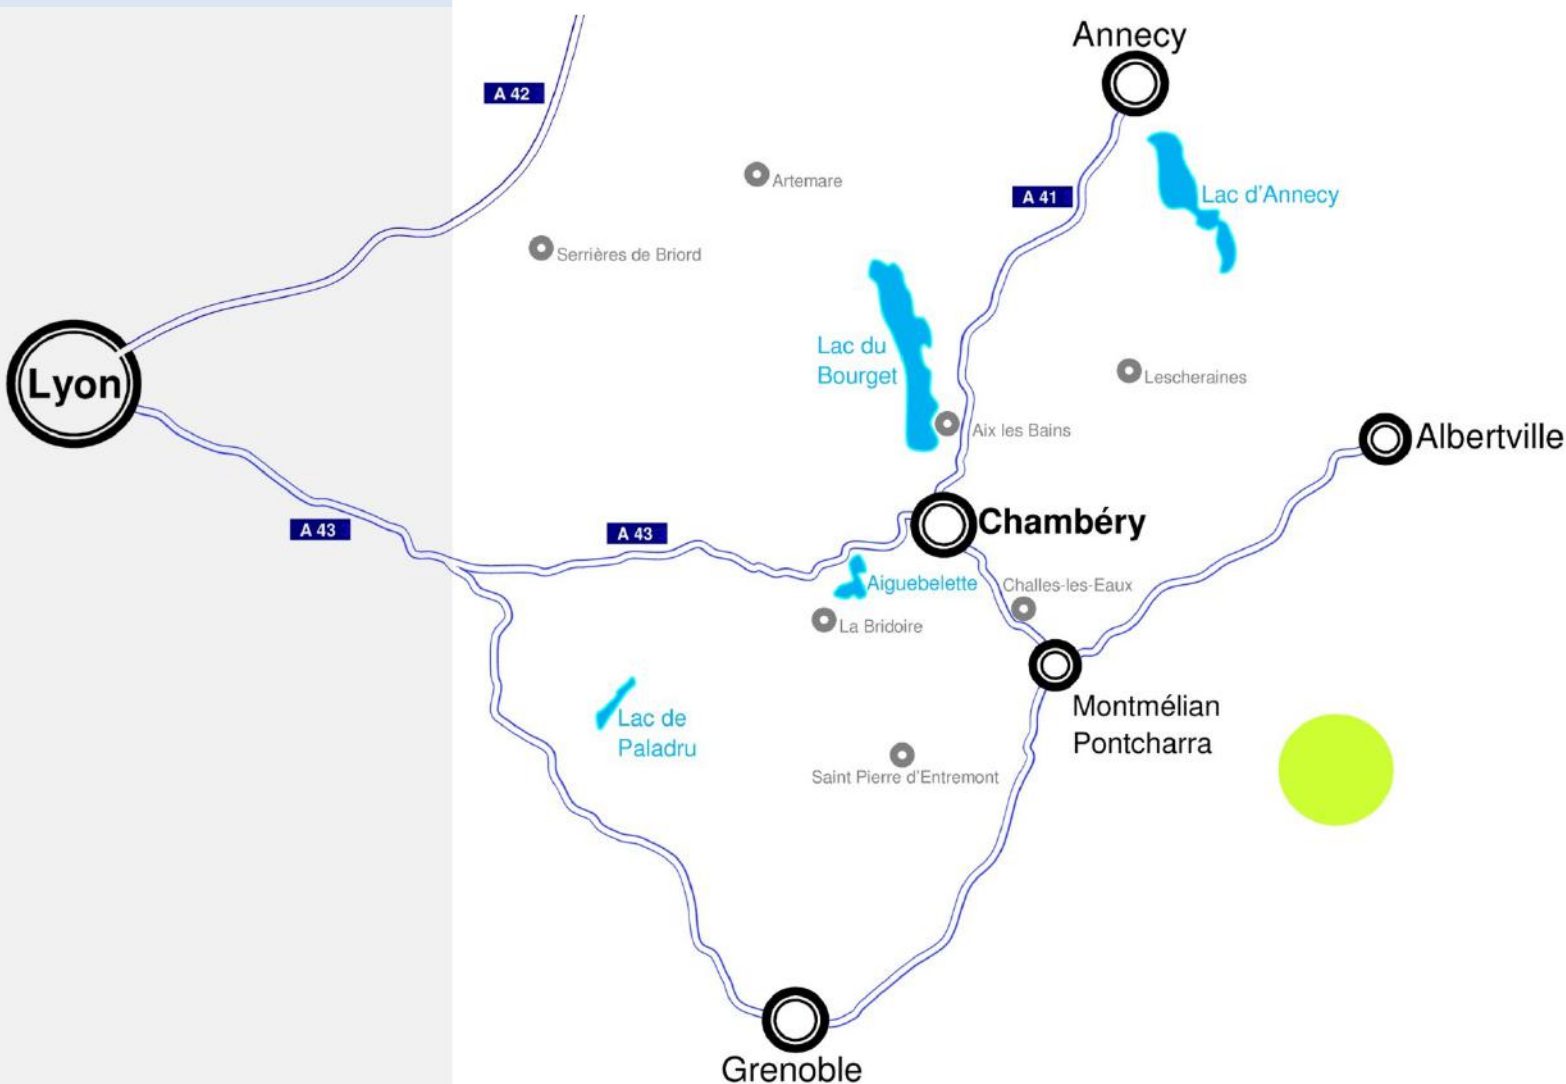 Annecy
A 42
Artemare
A 41
Lac d'Annecy
Serrières de Briord
Lac du
Bourget
Lescheraines
Lyon
Aix les Bains
Albertville
Chambéry
A 43
A 43
Aiguebelette
Challes-les-Eaux
La Bridoire
Montmélian
Pontcharra
Lac de
Paladru
Saint Pierre d'Entremont
Grenoble